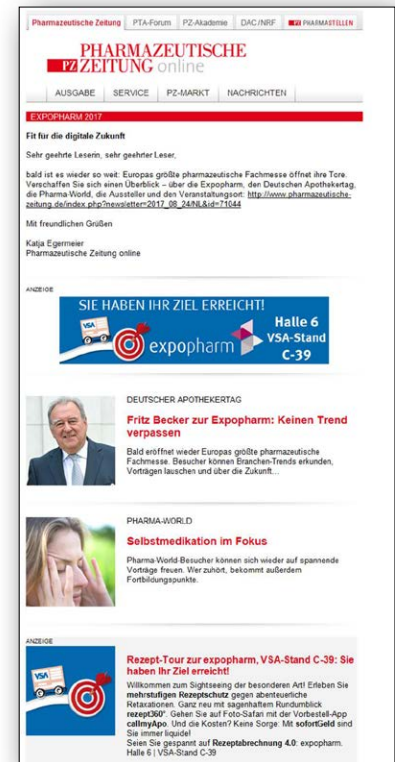 Pharmazeutische Zeitung PTA-Forum PZ-Akademie DAC/NRF PZ PHARMASTELLEN
PHARMAZEUTISCHE
PZ ZEITUNG online
AUSGABE SERVICE PZ-MARKT NACHRICHTEN
EXPOPHARM 2017
Fit für die digitale Zukunft
Sehr geehrte Leserin, sehr geehrter Leser,
bald ist es wieder so weit: Europas größte pharmazeutische Fachmesse öffnet ihre Tore.
Verschaffen Sie sich einen Überblick – über die Expopharm, den Deutschen Apothekertag,
die Pharma-World, die Aussteller und den Veranstaltungsort: http://www.pharmazeutische-
zeitung.de/index.php?newsletter=2017_08_24/NL&id=71044
Mit freundlichen Grüßen
Katja Egermeier
Pharmazeutische Zeitung online
ANZEIGE
SIE HABEN IHR ZIEL ERREICHT!
VSA
expopharm
Halle 6
VSA-Stand
C-39
DEUTSCHER APOTHEKERTAG
Fritz Becker zur Expopharm: Keinen Trend
verpassen
Bald eröffnet wieder Europas größte pharmazeutische
Fachmesse. Besucher können Branchen-Trends erkunden,
Vorträgen lauschen und über die Zukunft...
PHARMA-WORLD
Selbstmedikation im Fokus
Pharma-World-Besucher können sich wieder auf spannende
Vorträge freuen. Wer zuhört, bekommt außerdem
Fortbildungspunkte.
ANZEIGE
VSA
Rezept-Tour zur expopharm, VSA-Stand C-39: Sie
haben Ihr Ziel erreicht!
Willkommen zum Sightseeing der besonderen Art! Erleben Sie
mehrstufigen Rezeptschutz gegen abenteuerliche
Retaxationen. Ganz neu mit sagenhaftem Rundumblick
rezept360°. Gehen Sie auf Foto-Safari mit der Vorbestell-App
callmyApo. Und die Kosten? Keine Sorge: Mit sofortGeld sind
Sie immer liquide!
Seien Sie gespannt auf Rezeptabrechnung 4.0: expopharm.
Halle 6 | VSA-Stand C-39